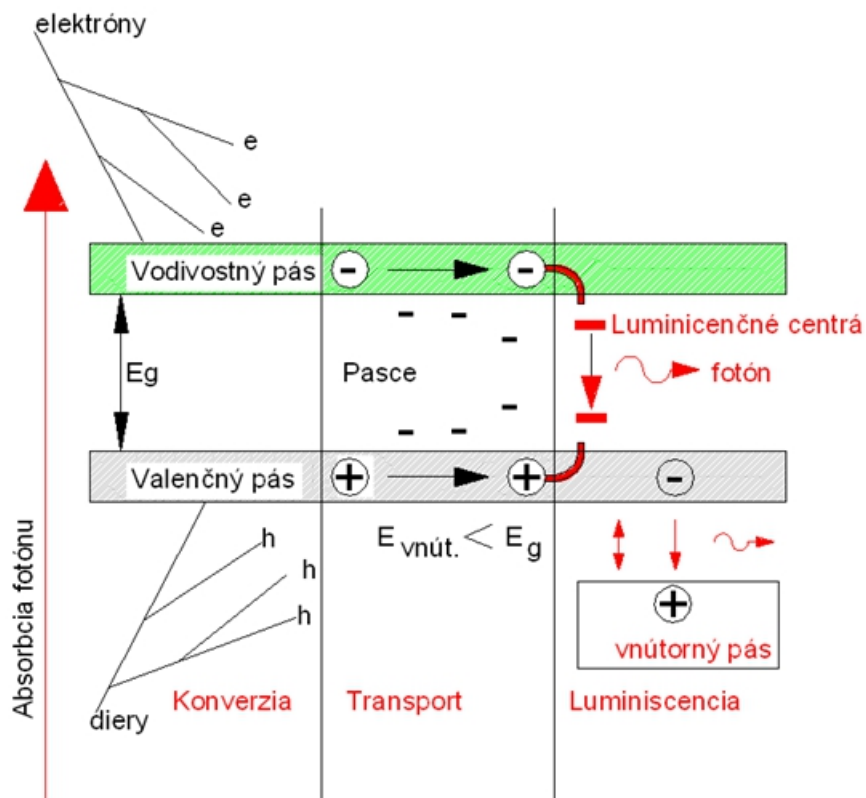 elektróny
e
e
e
Vodivostný pás
-
-
Luminicenčné centrá
Eg
Pasce
fotón
Valenčný pás
+
+
-
E vnút. < E g
h
h
h
+
vnútorný pás
Absorbcia fotónu
Konverzia
Transport
Luminiscencia
diery